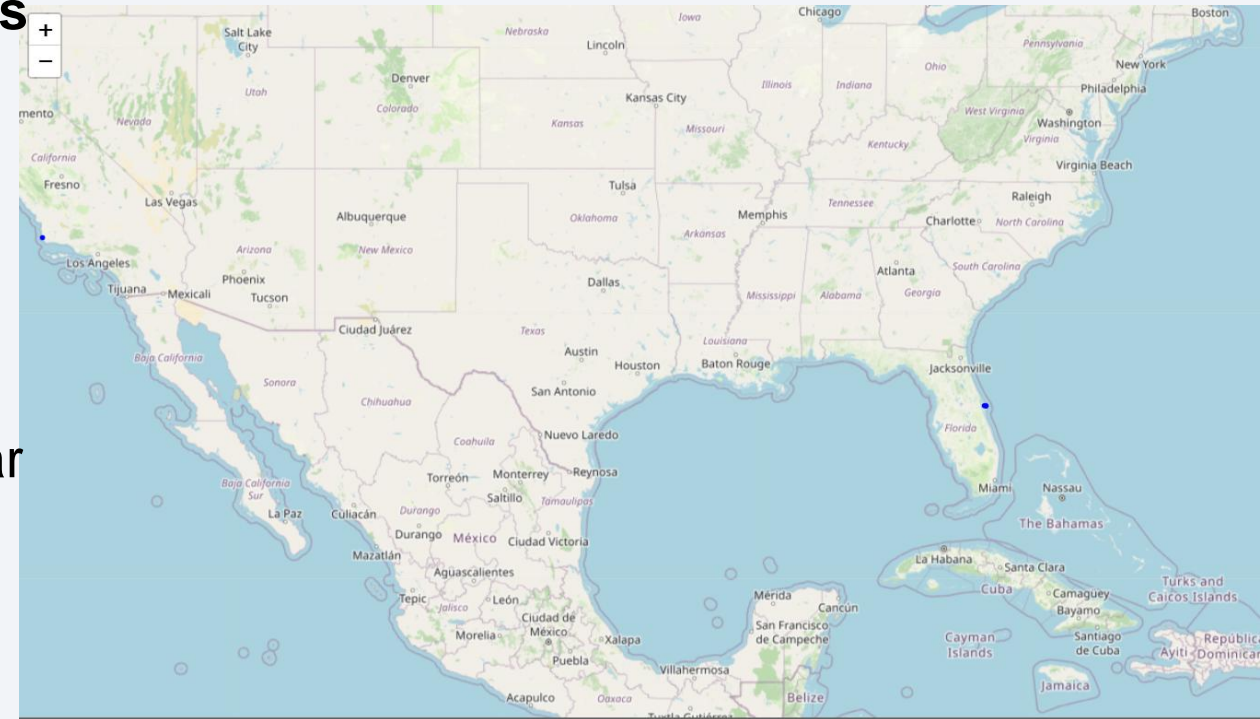 s
+
−
Salt Lake
City
Nebraska
Iowa
Chicago
Boston
Lincoln
Pennsylvania
New York
Denver
Utah
Colorado
Illinois
Indiana
Ohio
Philadelphia
Kansas City
mento
Nevada
Kansas
Missouri
West Virginia
Washington
Virginia
Kentucky
California
Virginia Beach
Fresno
Las Vegas
Tulsa
Raleigh
Albuquerque
Oklahoma
Memphis
Tennessee
Charlotte
North Carolina
Arizona
New Mexico
Arkansas
Los Angeles
Phoenix
Atlanta
South Carolina
Tijuana
Mexicali
Tucson
Dallas
Mississippi
Alabama
Georgia
Ciudad Juárez
Texas
Louisiana
Baja California
Austin
Houston
Baton Rouge
Jacksonville
Sonora
San Antonio
Chihuahua
Florida
Coahuila
Nuevo Laredo
ar
Torreón
Monterrey
Reynosa
Baja California
Sur
Saltillo
Tamaulipas
Miami
Nassau
La Paz
Culiacán
Durango
The Bahamas
Durango
México
Ciudad Victoria
Mazatlán
La Habana
Santa Clara
Aguascalientes
Cuba
Turks and
Caicos Islands
Tepic
Jalisco
León
Mérida
Cancún
Camagüey
Bayamo
Ciudad de
México
San Francisco
de Campeche
Morelia
Xalapa
Cayman
Islands
Santiago
de Cuba
Ayiti
República
Dominican
Puebla
Villahermosa
Jamaica
Acapulco
Oaxaca
Belize
Tuxtla Gutiérrez